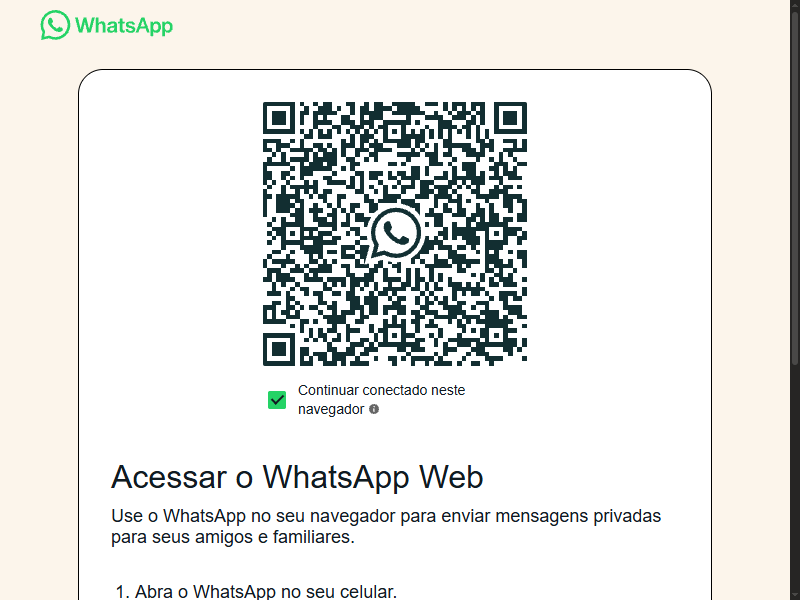 WhatsApp
Continuar conectado neste
navegador
Acessar o WhatsApp Web
Use o WhatsApp no seu navegador para enviar mensagens privadas
para seus amigos e familiares.
1. Abra o WhatsApp no seu celular.